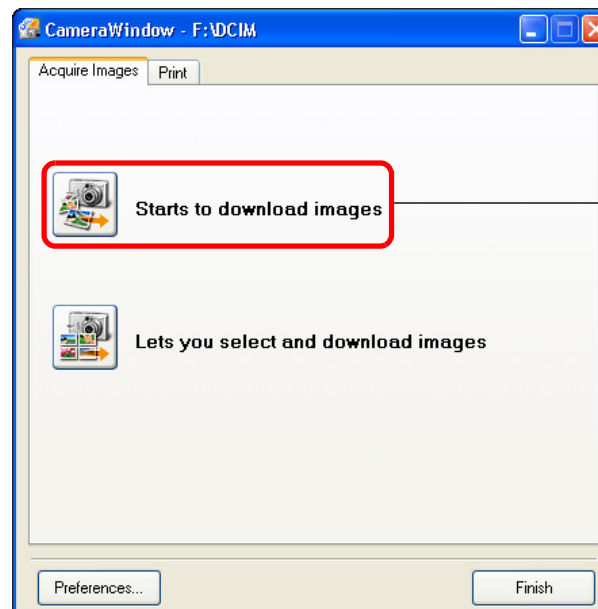 CameraWindow - F:\DCIM
Acquire Images Print
Starts to download images
Lets you select and download images
Preferences... Finish